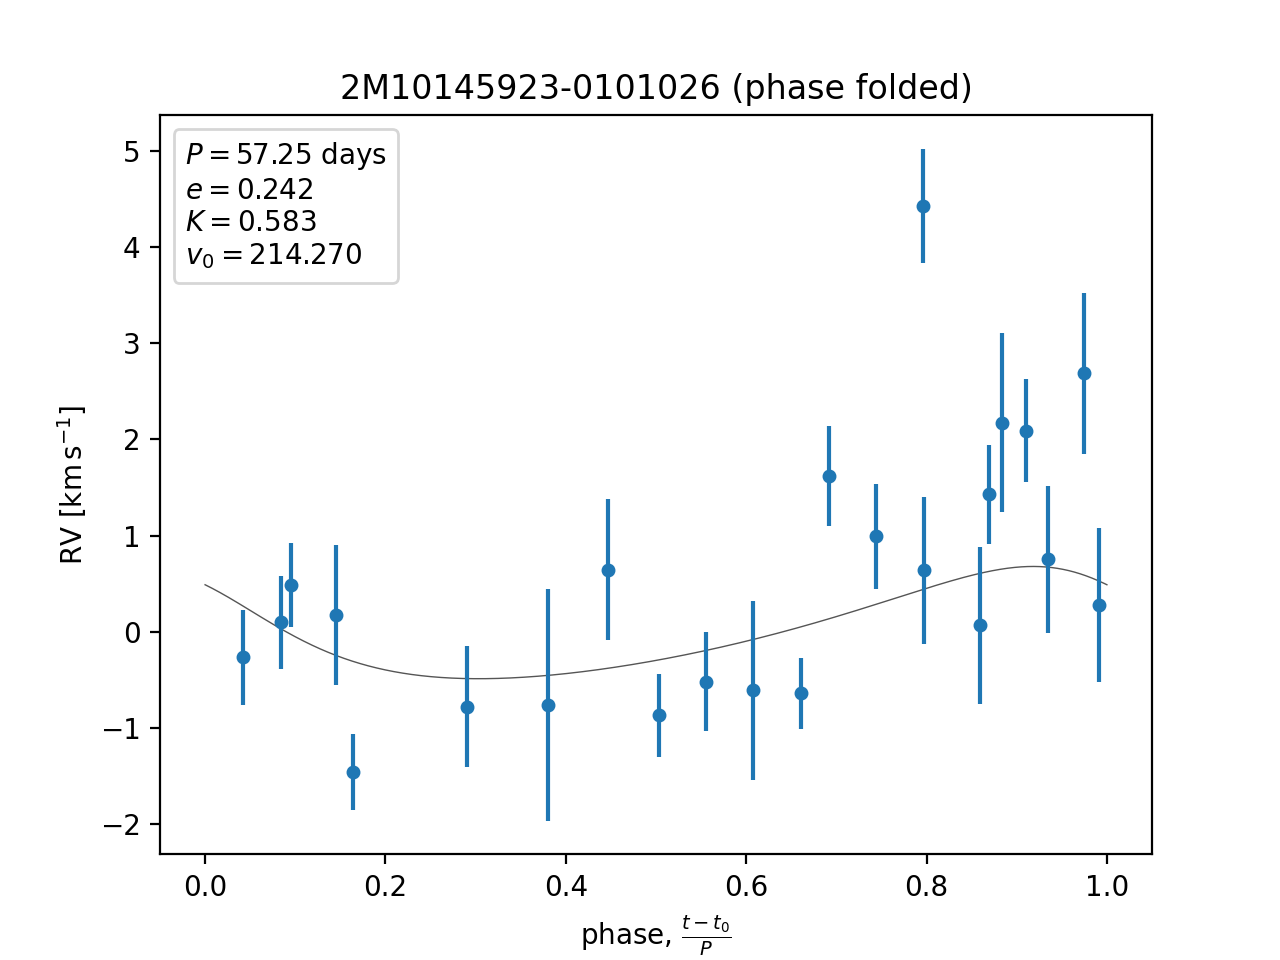 2M10145923-0101026 (phase folded)
P = 57.25 days
e = 0.242
K = 0.583
v₀ = 214.270
RV [km s⁻¹]
5
4
3
2
1
0
−1
−2
0.0 0.2 0.4 0.6 0.8 1.0
phase, (t − t₀)/P